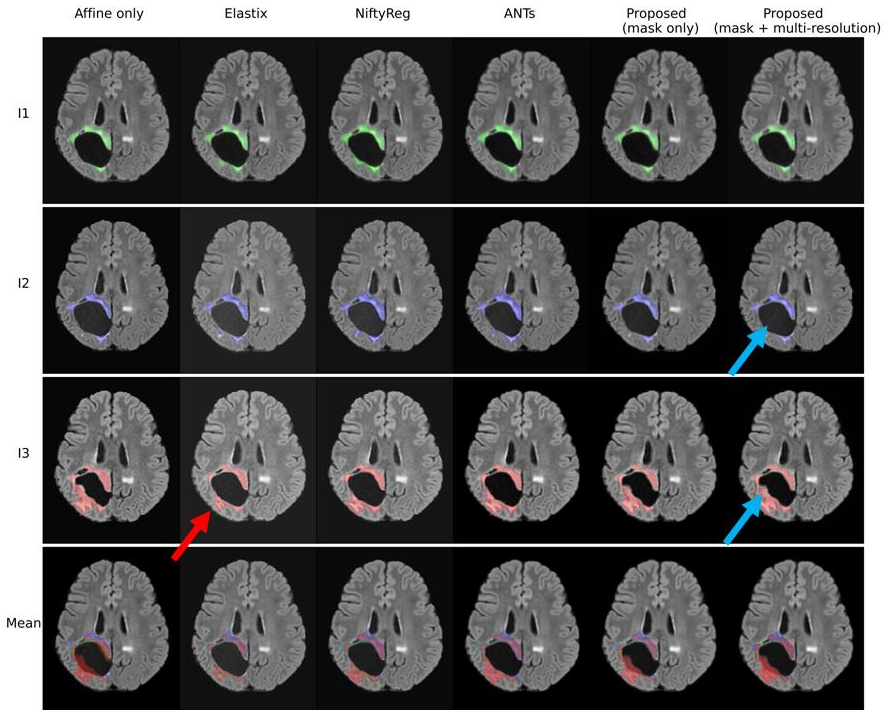 Affine only Elastix NiftyReg ANTs Proposed Proposed
(mask only) (mask + multi-resolution)
I1
I2
I3
Mean